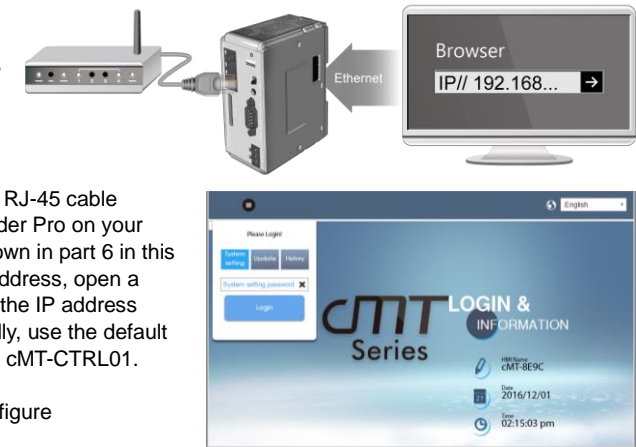 Browser
IP// 192.168...
Ethernet
RJ-45 cable
der Pro on your
own in part 6 in this
ddress, open a
the IP address
lly, use the default
cMT-CTRL01.
figure
English
Please Login!
System setting
Update
History
System setting password
Login
cMT
Series
LOGIN &
INFORMATION
HMI Name
cMT-8E9C
Date
21
2016/12/01
Time
02:15:03 pm